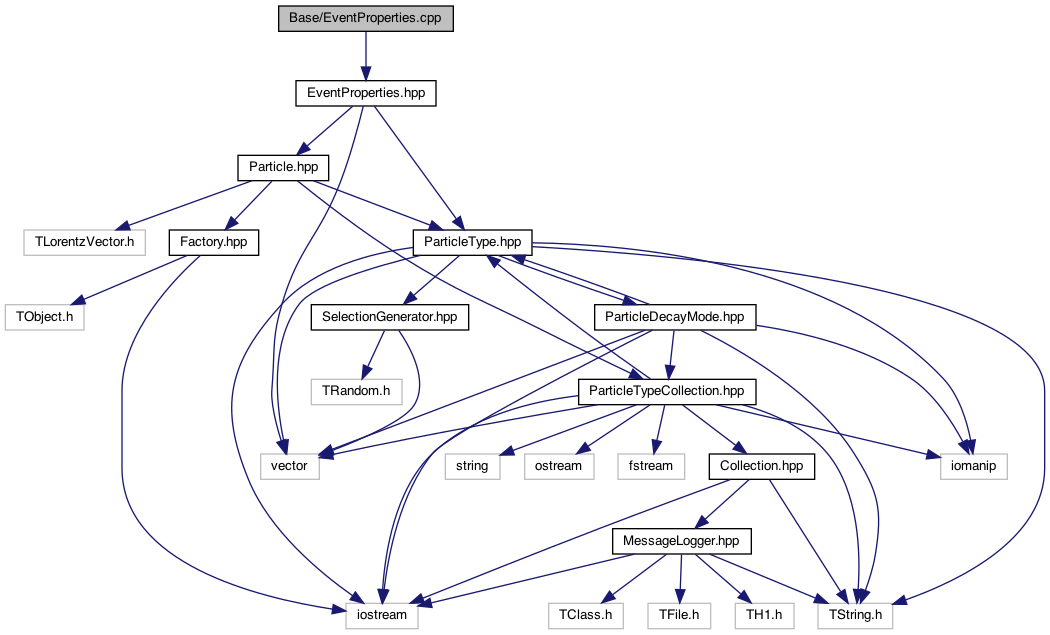 Base/EventProperties.cpp
EventProperties.hpp
Particle.hpp
TLorentzVector.h
Factory.hpp
ParticleType.hpp
TObject.h
SelectionGenerator.hpp
ParticleDecayMode.hpp
TRandom.h
ParticleTypeCollection.hpp
vector
string
ostream
fstream
Collection.hpp
iomanip
MessageLogger.hpp
iostream
TClass.h
TFile.h
TH1.h
TString.h